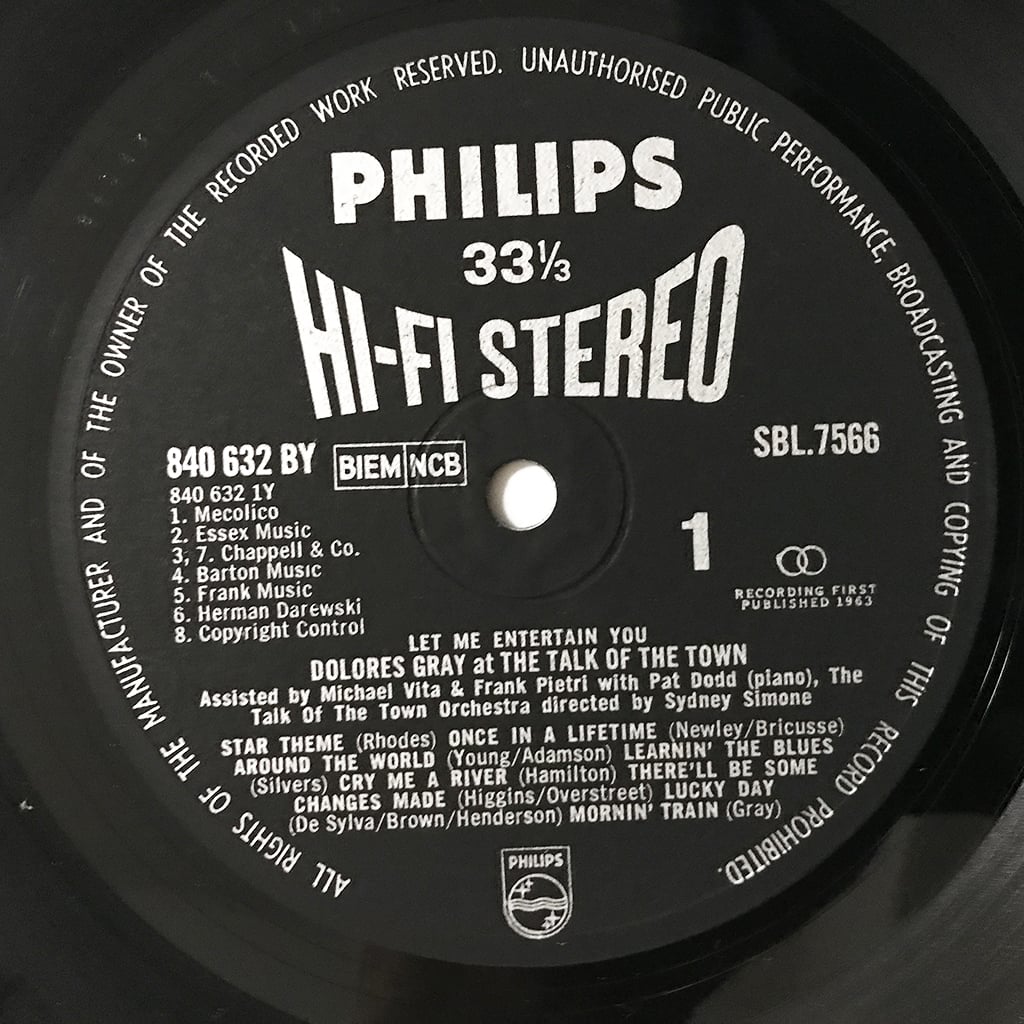 ALL RIGHTS OF THE MANUFACTURER AND OF THE OWNER OF THE RECORDED WORK RESERVED. UNAUTHORISED PUBLIC PERFORMANCE, BROADCASTING AND COPYING OF THIS RECORD PROHIBITED.
PHILIPS
33⅓
HI-FI STEREO
840 632 BY BIEM NCB
SBL.7566
840 632 1Y
1. Mecolico
2. Essex Music
3, 7. Chappell & Co.
4. Barton Music
5. Frank Music
6. Herman Darewski
8. Copyright Control
1
RECORDING FIRST
PUBLISHED 1963
LET ME ENTERTAIN YOU
DOLORES GRAY at THE TALK OF THE TOWN
Assisted by Michael Vita & Frank Pietri with Pat Dodd (piano), The
Talk Of The Town Orchestra directed by Sydney Simone
STAR THEME (Rhodes) ONCE IN A LIFETIME (Newley/Bricusse)
AROUND THE WORLD (Young/Adamson) LEARNIN' THE BLUES
(Silvers) CRY ME A RIVER (Hamilton) THERE'LL BE SOME
CHANGES MADE (Higgins/Overstreet) LUCKY DAY
(De Sylva/Brown/Henderson) MORNIN' TRAIN (Gray)
PHILIPS